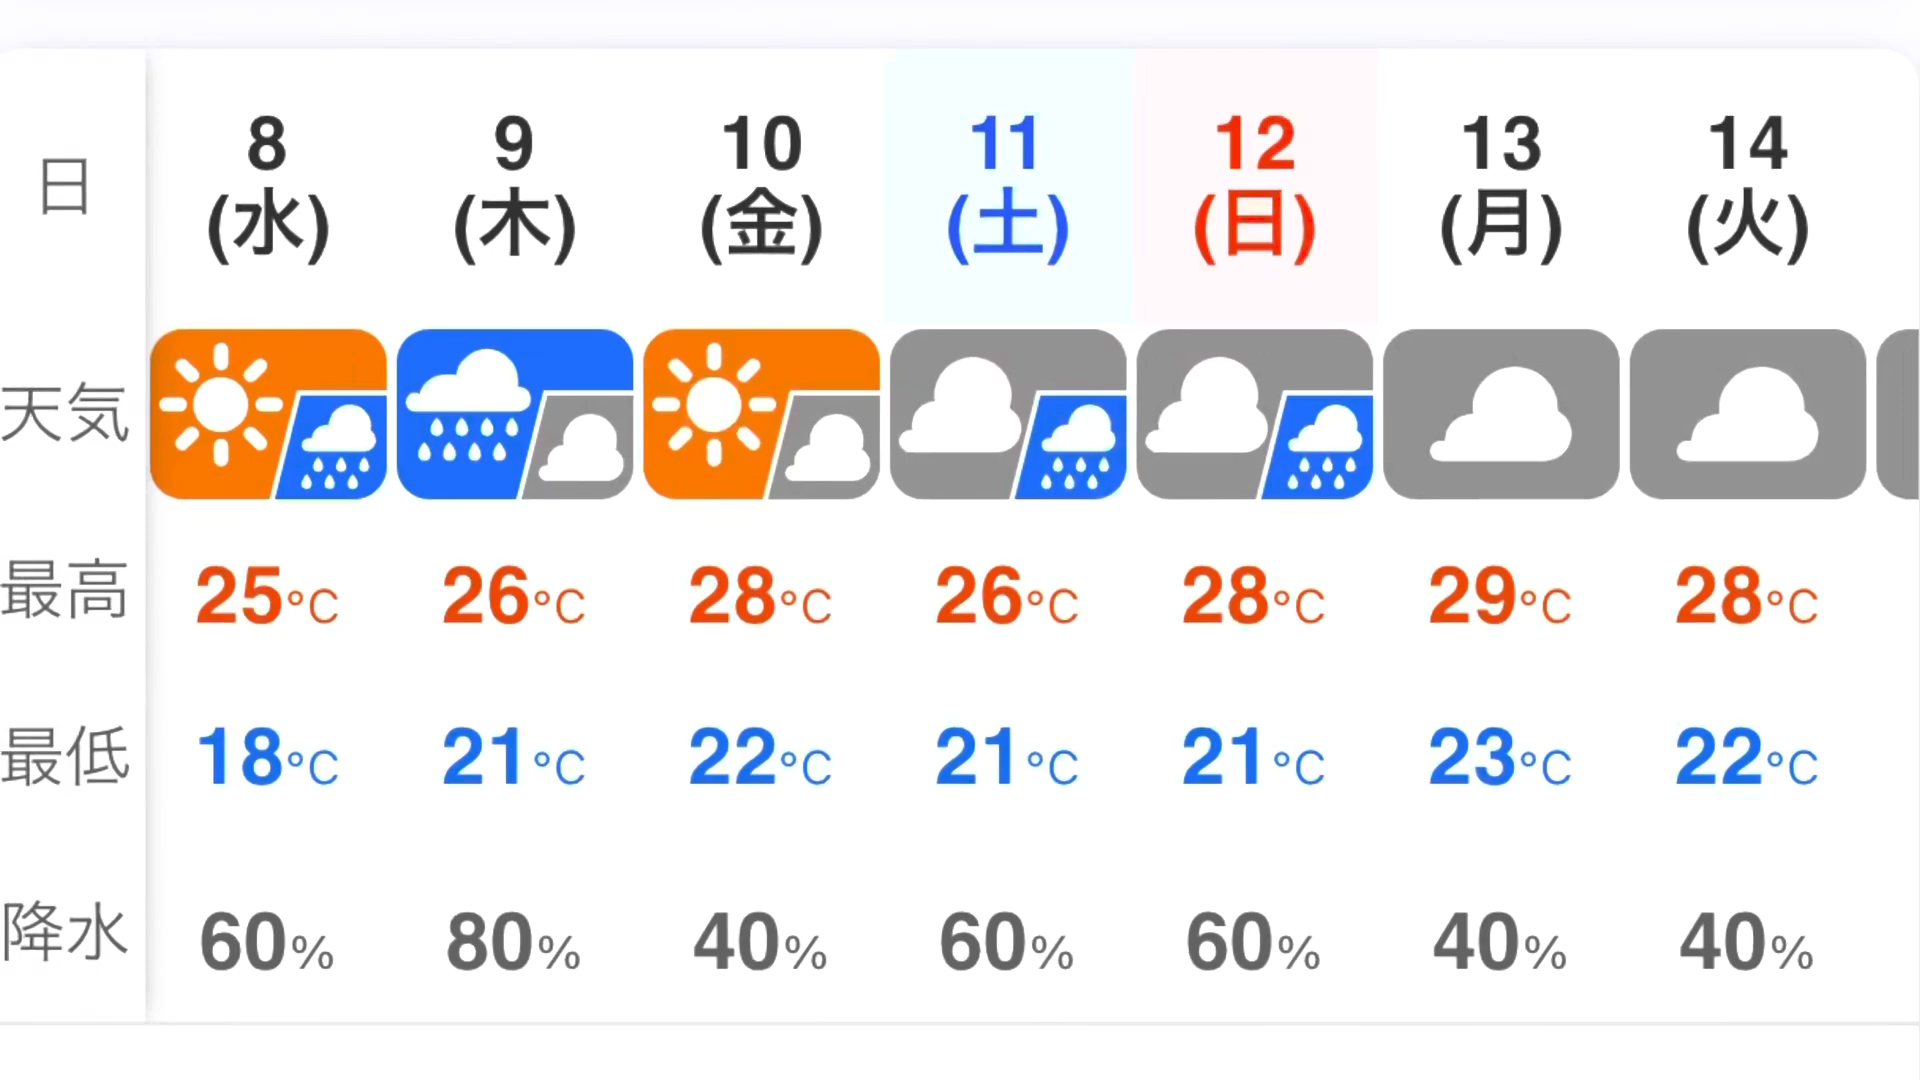 日 8 9 10 11 12 13 14
(水) (木) (金) (土) (日) (月) (火)
天気
最高 25°C 26°C 28°C 26°C 28°C 29°C 28°C
最低 18°C 21°C 22°C 21°C 21°C 23°C 22°C
降水 60% 80% 40% 60% 60% 40% 40%